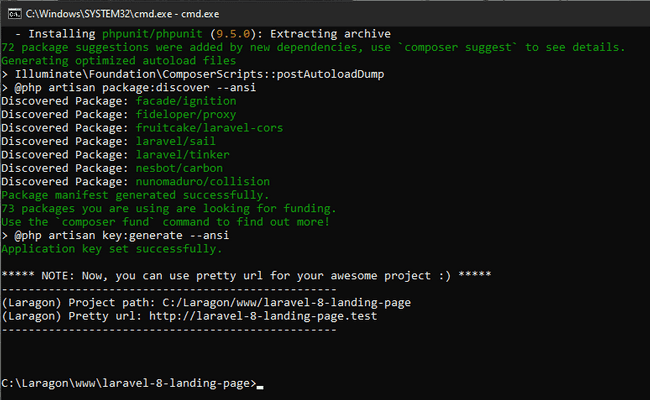 C:\Windows\SYSTEM32\cmd.exe - cmd.exe
- Installing phpunit/phpunit (9.5.0): Extracting archive
72 package suggestions were added by new dependencies, use `composer suggest` to see details.
Generating optimized autoload files
> Illuminate\Foundation\ComposerScripts::postAutoloadDump
> @php artisan package:discover --ansi
Discovered Package: facade/ignition
Discovered Package: fideloper/proxy
Discovered Package: fruitcake/laravel-cors
Discovered Package: laravel/sail
Discovered Package: laravel/tinker
Discovered Package: nesbot/carbon
Discovered Package: nunomaduro/collision
Package manifest generated successfully.
73 packages you are using are looking for funding.
Use the `composer fund` command to find out more!
> @php artisan key:generate --ansi
Application key set successfully.
***** NOTE: Now, you can use pretty url for your awesome project :) *****
--------------------------------------------------
(Laragon) Project path: C:/Laragon/www/laravel-8-landing-page
(Laragon) Pretty url: http://laravel-8-landing-page.test
--------------------------------------------------
C:\Laragon\www\laravel-8-landing-page>